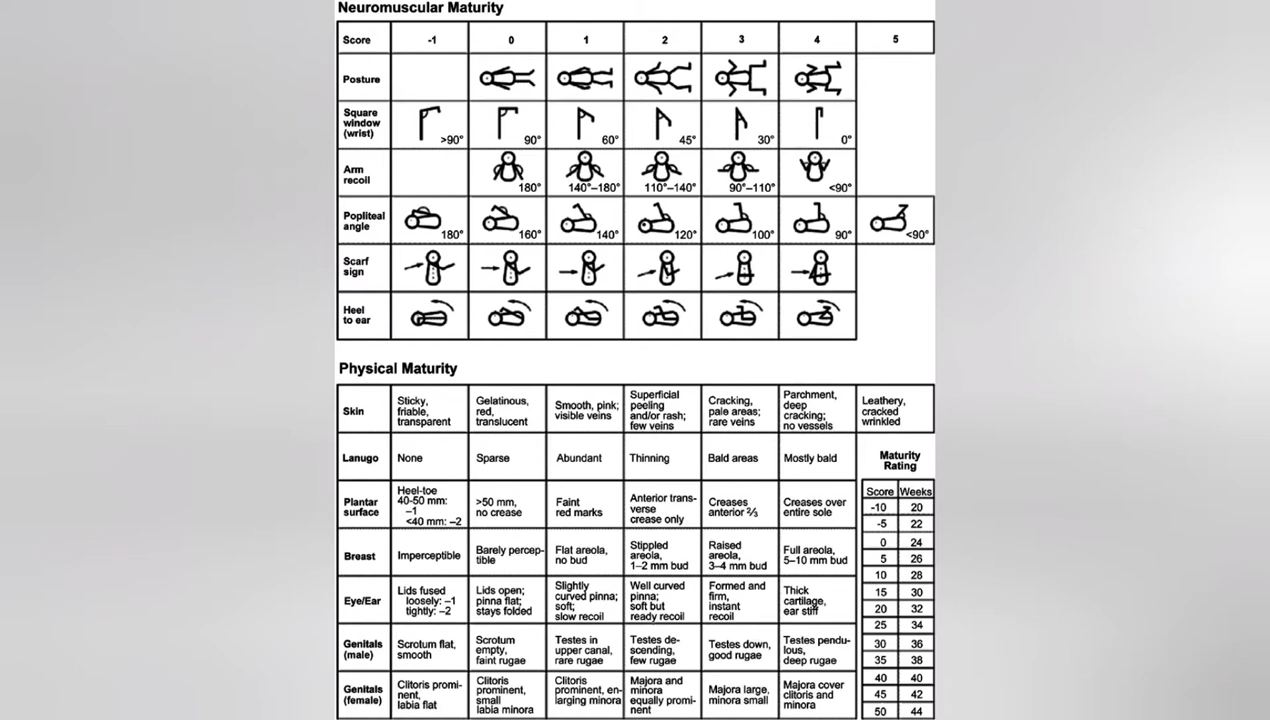 Neuromuscular Maturity
Score -1 0 1 2 3 4 5
Posture
Square
window
(wrist)
>90° 90° 60° 45° 30° 0°
Arm
recoil
180° 140°–180° 110°–140° 90°–110° <90°
Popliteal
angle
180° 160° 140° 120° 100° 90° <90°
Scarf
sign
Heel
to ear
Physical Maturity
Skin
Sticky,
friable,
transparent
Gelatinous,
red,
translucent
Smooth, pink;
visible veins
Superficial
peeling
and/or rash;
few veins
Cracking,
pale areas;
rare veins
Parchment,
deep
cracking;
no vessels
Leathery,
cracked
wrinkled
Lanugo
None
Sparse
Abundant
Thinning
Bald areas
Mostly bald
Plantar
surface
Heel-toe
40-50 mm:
–1
<40 mm: –2
>50 mm,
no crease
Faint
red marks
Anterior trans-
verse
crease only
Creases
anterior ⅔
Creases over
entire sole
Breast
Imperceptible
Barely percep-
tible
Flat areola,
no bud
Stippled
areola,
1–2 mm bud
Raised
areola,
3–4 mm bud
Full areola,
5–10 mm bud
Eye/Ear
Lids fused
loosely: –1
tightly: –2
Lids open;
pinna flat;
stays folded
Slightly
curved pinna;
soft;
slow recoil
Well curved
pinna;
soft but
ready recoil
Formed and
firm,
instant
recoil
Thick
cartilage,
ear stiff
Genitals
(male)
Scrotum flat,
smooth
Scrotum
empty,
faint rugae
Testes in
upper canal,
rare rugae
Testes de-
scending,
few rugae
Testes down,
good rugae
Testes pendu-
lous,
deep rugae
Genitals
(female)
Clitoris promi-
nent,
labia flat
Clitoris
prominent,
small
labia minora
Clitoris
prominent, en-
larging minora
Majora and
minora
equally promi-
nent
Majora large,
minora small
Majora cover
clitoris and
minora
Maturity
Rating
Score Weeks
-10 20
-5 22
0 24
5 26
10 28
15 30
20 32
25 34
30 36
35 38
40 40
45 42
50 44